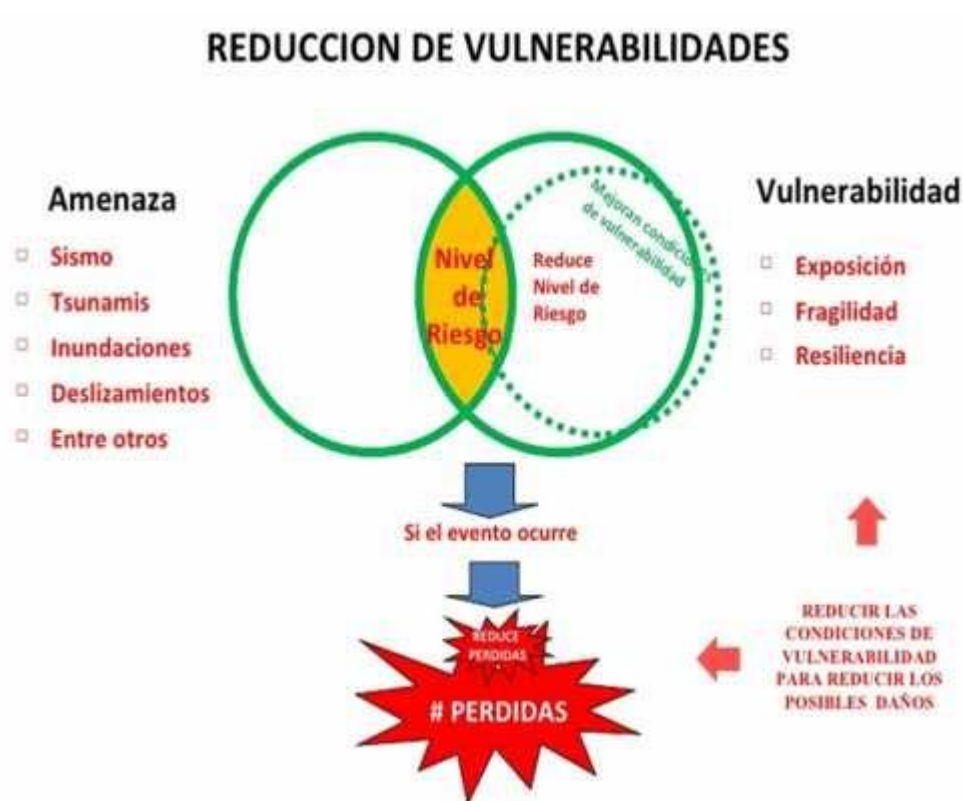 REDUCCION DE VULNERABILIDADES
Amenaza
Sismo
Tsunamis
Inundaciones
Deslizamientos
Entre otros
Nivel
de
Riesgo
Reduce
Nivel de
Riesgo
Mejoran condiciones
de vulnerabilidad
Vulnerabilidad
Exposición
Fragilidad
Resiliencia
Si el evento ocurre
REDUCE
PERDIDAS
# PERDIDAS
REDUCIR LAS
CONDICIONES DE
VULNERABILIDAD
PARA REDUCIR LOS
POSIBLES DAÑOS